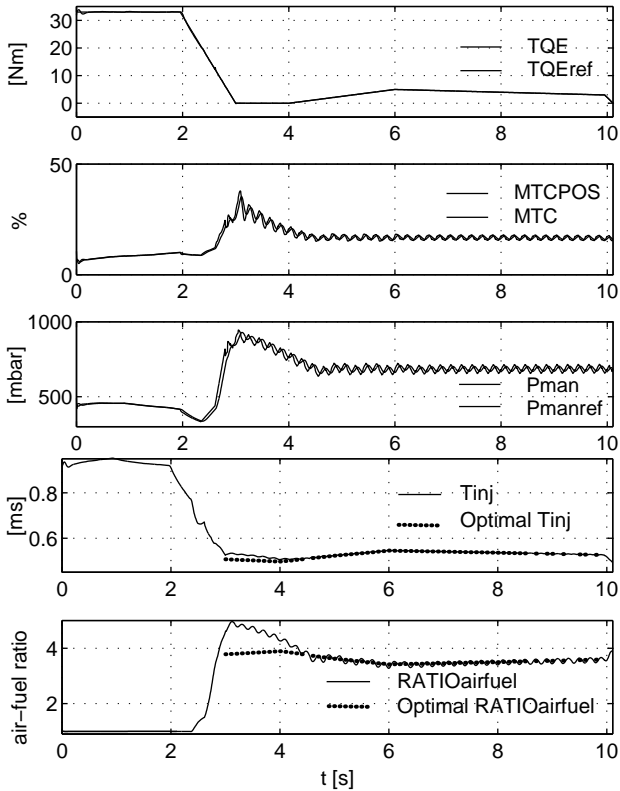 30
20
10
0
[Nm]
TQE
TQEref
0 2 4 6 8 10
50
0
%
MTCPOS
MTC
0 2 4 6 8 10
1000
500
[mbar]
Pman
Pmanref
0 2 4 6 8 10
0.8
0.6
[ms]
Tinj
Optimal Tinj
0 2 4 6 8 10
4
2
air-fuel ratio
RATIOairfuel
Optimal RATIOairfuel
0 2 4 6 8 10
t [s]